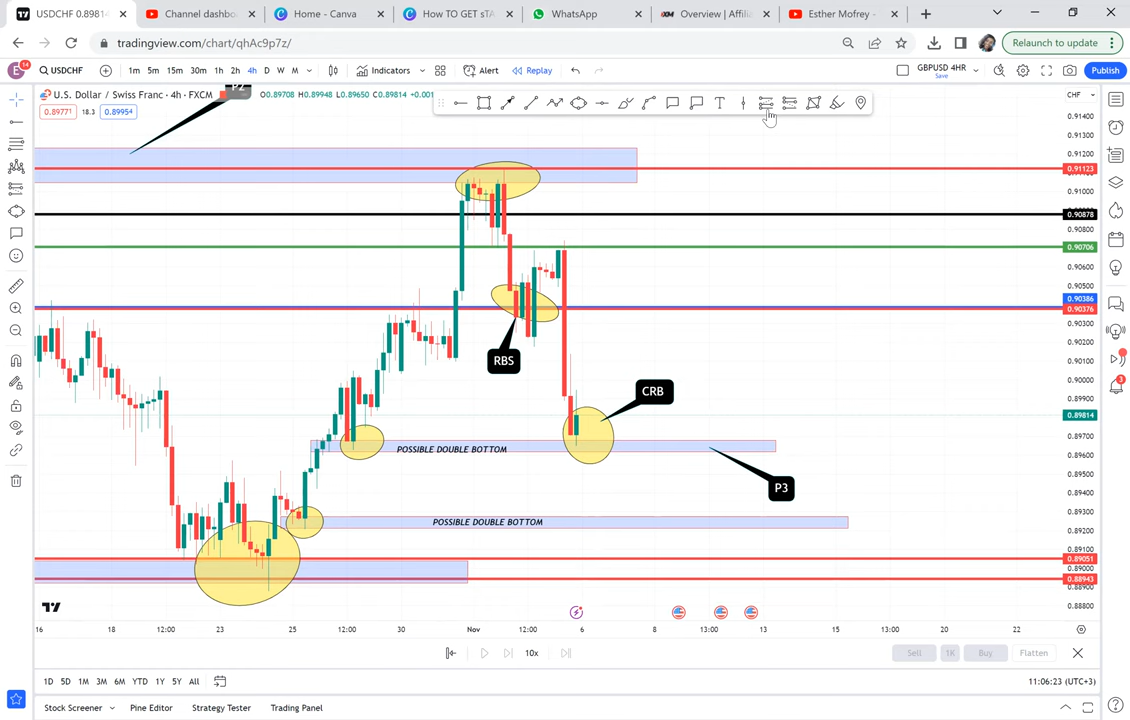 USDCHF 0.8981
Channel dashbo
Home - Canva
How TO GET sTA
WhatsApp
Overview | Affilia
Esther Mofrey -
tradingview.com/chart/qhAc9p7z/
Relaunch to update
E 14
USDCHF
1m 5m 15m 30m 1h 2h 4h D W M
Indicators
Alert
Replay
GBPUSD 4HR
Save
Publish
U.S. Dollar / Swiss Franc · 4h · FXCM
O0.89708 H0.89948 L0.89650 C0.89814
P2
0.89771 18.3 0.89954
CHF
0.91400
0.91300
0.91200
0.91123
0.91000
0.90878
0.90800
0.90706
0.90600
0.90500
0.90386
0.90376
0.90300
0.90200
0.90100
0.90000
0.89900
0.89814
0.89700
0.89600
0.89500
0.89400
0.89300
0.89200
0.89051
0.89000
0.88943
0.88800
RBS
CRB
POSSIBLE DOUBLE BOTTOM
P3
POSSIBLE DOUBLE BOTTOM
16 18 12:00 23 25 12:00 30 Nov 12:00 6 8 13:00 13 15 13:00 20 22
10x
Sell 1K Buy Flatten
1D 5D 1M 3M 6M YTD 1Y 5Y All
11:06:23 (UTC+3)
Stock Screener
Pine Editor
Strategy Tester
Trading Panel
3